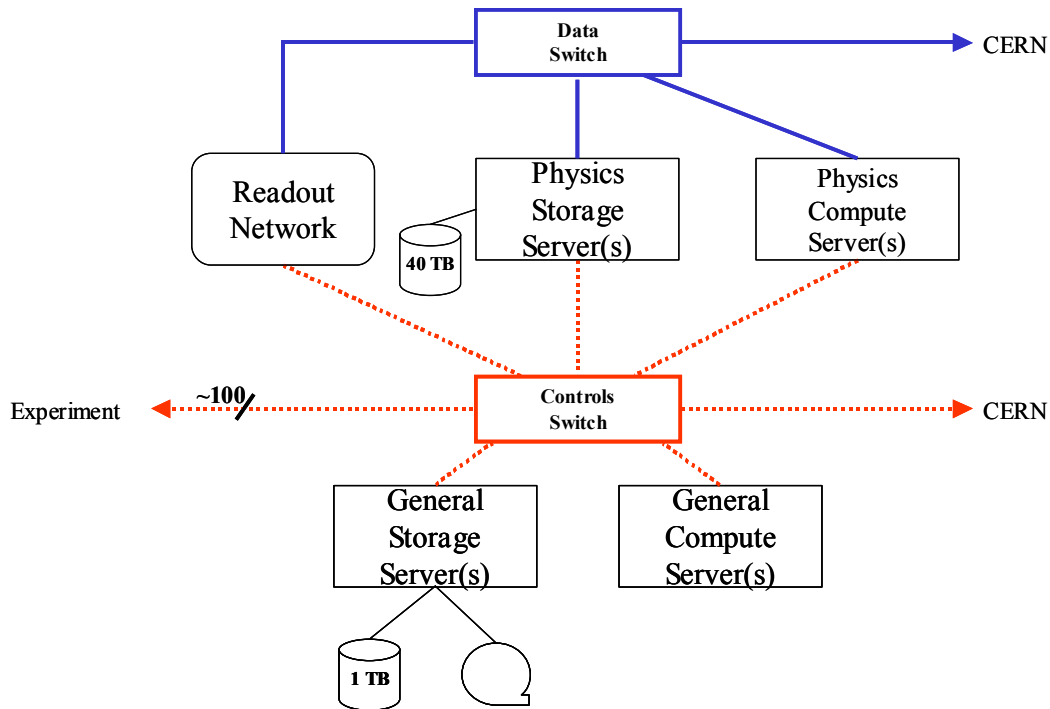 Data
Switch
CERN
Readout
Network
Physics
Storage
Server(s)
Physics
Compute
Server(s)
40 TB
Experiment
~100
Controls
Switch
CERN
General
Storage
Server(s)
General
Compute
Server(s)
1 TB